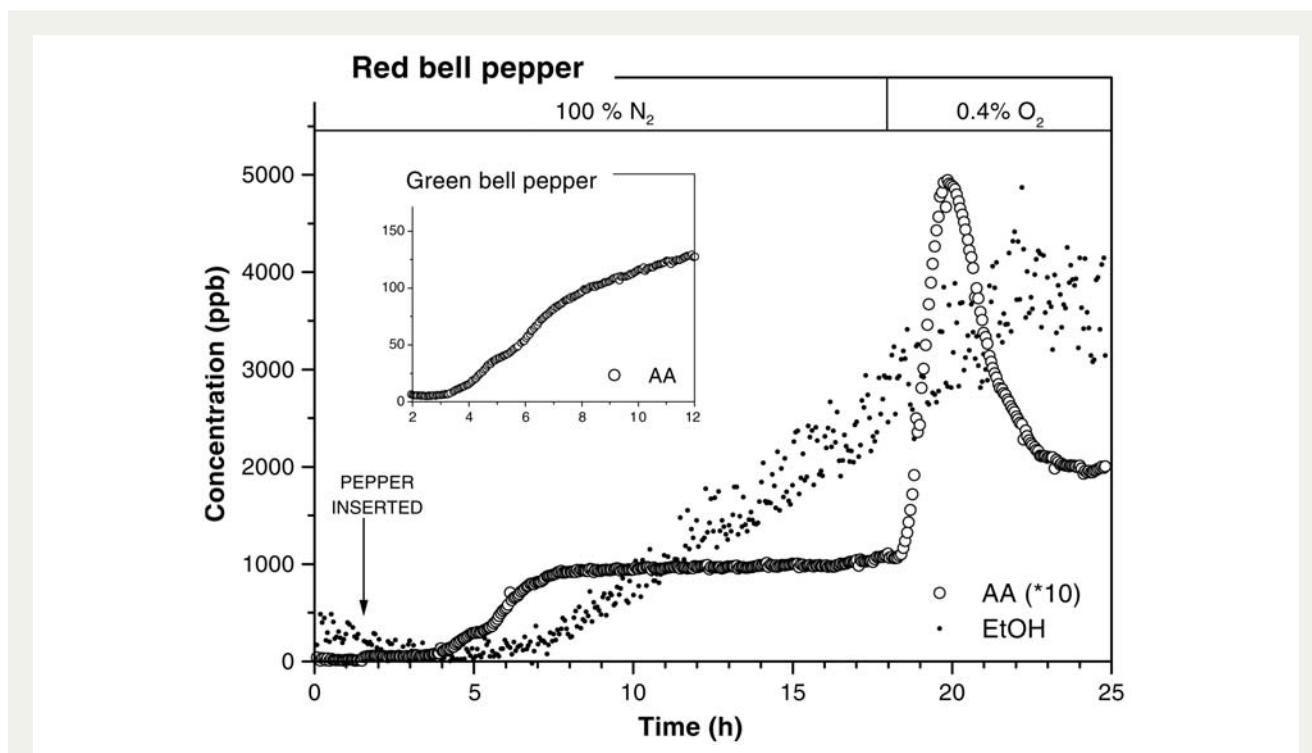 Red bell pepper
100 % N₂
0.4% O₂
5000
4000
3000
2000
1000
0
Concentration (ppb)
Green bell pepper
150
100
50
0
AA
2
4
6
8
10
12
PEPPER
INSERTED
AA (*10)
EtOH
0
5
10
15
20
25
Time (h)